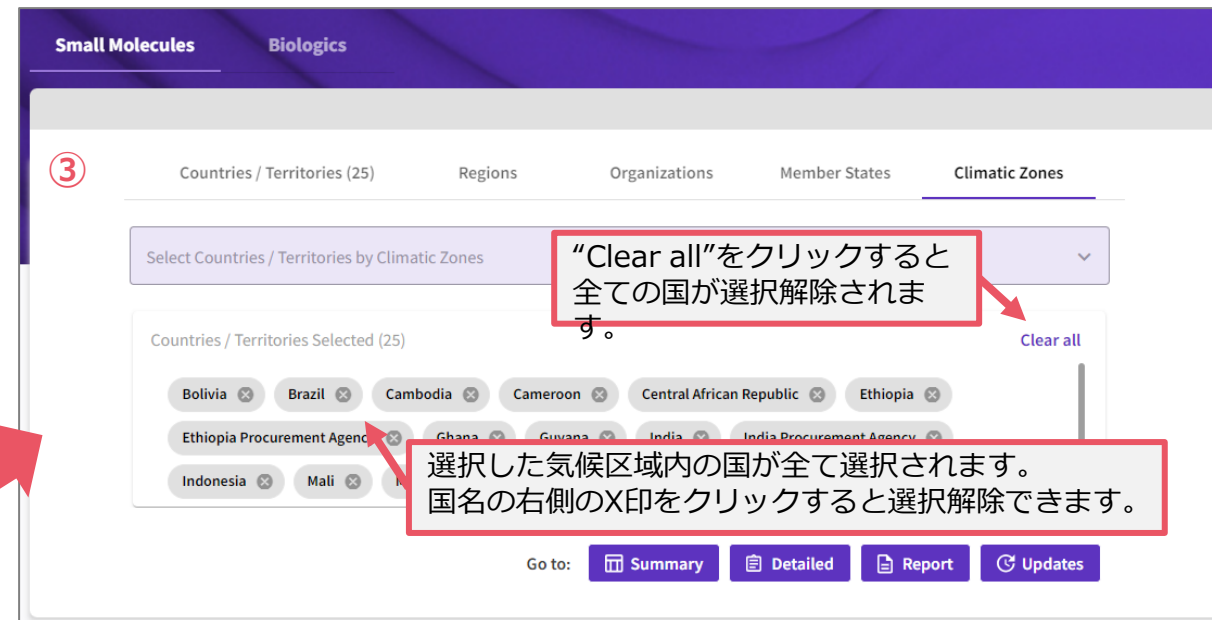 Small Molecules Biologics
③
Countries / Territories (25) Regions Organizations Member States Climatic Zones
Select Countries / Territories by Climatic Zones
“Clear all”をクリックすると
全ての国が選択解除されま
す。
Countries / Territories Selected (25) Clear all
Bolivia Brazil Cambodia Cameroon Central African Republic Ethiopia
Ethiopia Procurement Agency Ghana Guyana India India Procurement Agency
Indonesia Mali
選択した気候区域内の国が全て選択されます。
国名の右側のX印をクリックすると選択解除できます。
Go to: Summary Detailed Report Updates